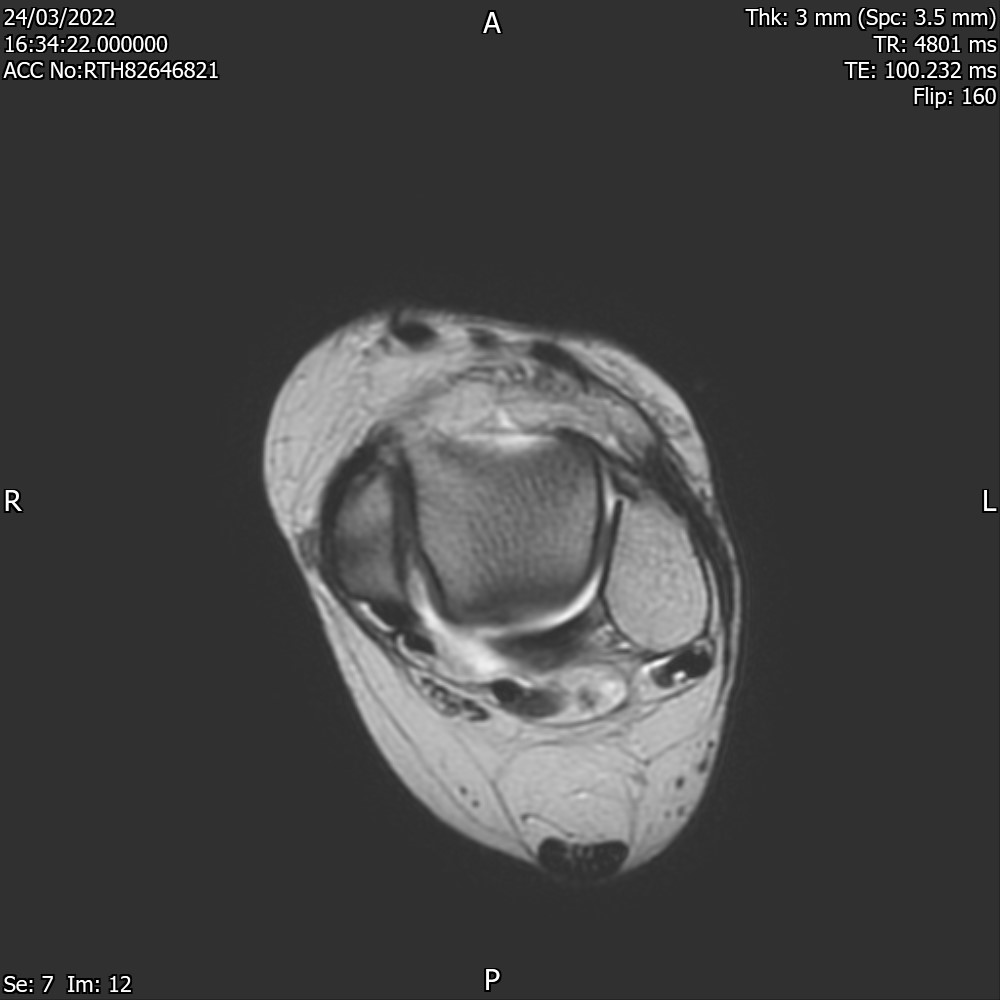 24/03/2022
16:34:22.000000
ACC No:RTH82646821
A
Thk: 3 mm (Spc: 3.5 mm)
TR: 4801 ms
TE: 100.232 ms
Flip: 160
R
L
Se: 7 Im: 12
P